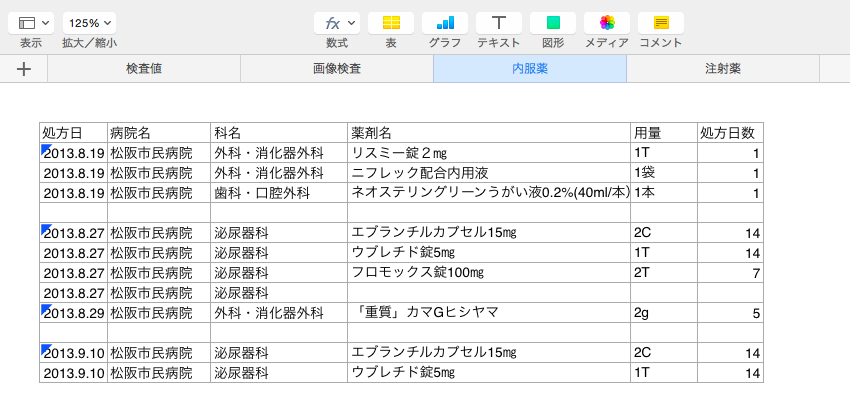 125%
表示
拡大／縮小
数式
表
グラフ
テキスト
図形
メディア
コメント
検査値
画像検査
内服薬
注射薬
処方日 病院名 科名 薬剤名 用量 処方日数
2013.8.19 松阪市民病院 外科・消化器外科 リスミー錠２㎎ 1T 1
2013.8.19 松阪市民病院 外科・消化器外科 ニフレック配合内用液 1袋 1
2013.8.19 松阪市民病院 歯科・口腔外科 ネオステリングリーンうがい液0.2%(40ml/本) 1本 1
2013.8.27 松阪市民病院 泌尿器科 エブランチルカプセル15㎎ 2C 14
2013.8.27 松阪市民病院 泌尿器科 ウブレチド錠5㎎ 1T 14
2013.8.27 松阪市民病院 泌尿器科 フロモックス錠100㎎ 2T 7
2013.8.27 松阪市民病院 泌尿器科
2013.8.29 松阪市民病院 外科・消化器外科 「重質」カマGヒシヤマ 2g 5
2013.9.10 松阪市民病院 泌尿器科 エブランチルカプセル15㎎ 2C 14
2013.9.10 松阪市民病院 泌尿器科 ウブレチド錠5㎎ 1T 14